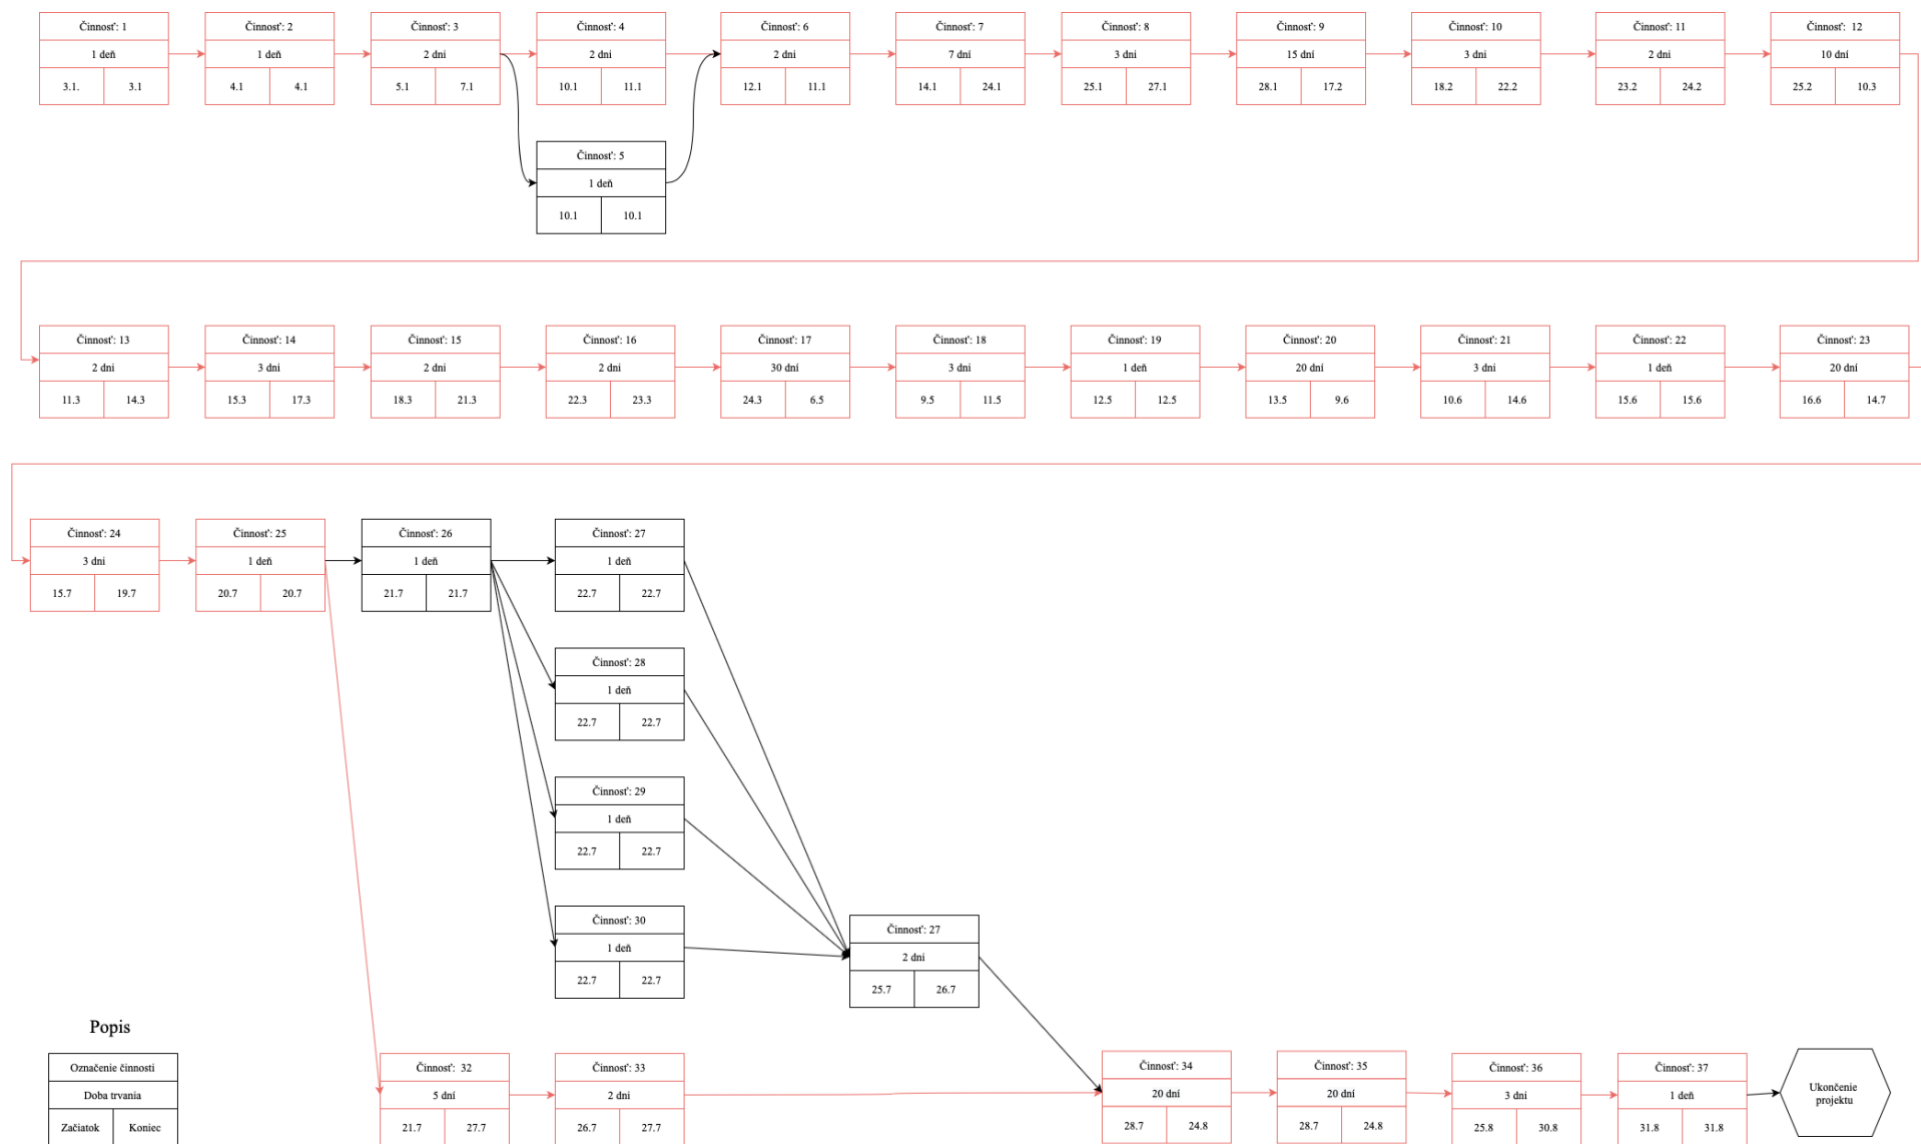 Činnosť: 1
1 deň
3.1. 3.1
Činnosť: 2
1 deň
4.1 4.1
Činnosť: 3
2 dni
5.1 7.1
Činnosť: 4
2 dni
10.1 11.1
Činnosť: 6
2 dni
12.1 11.1
Činnosť: 7
7 dní
14.1 24.1
Činnosť: 8
3 dni
25.1 27.1
Činnosť: 9
15 dní
28.1 17.2
Činnosť: 10
3 dni
18.2 22.2
Činnosť: 11
2 dni
23.2 24.2
Činnosť: 12
10 dní
25.2 10.3
Činnosť: 5
1 deň
10.1 10.1
Činnosť: 13
2 dni
11.3 14.3
Činnosť: 14
3 dni
15.3 17.3
Činnosť: 15
2 dni
18.3 21.3
Činnosť: 16
2 dni
22.3 23.3
Činnosť: 17
30 dní
24.3 6.5
Činnosť: 18
3 dni
9.5 11.5
Činnosť: 19
1 deň
12.5 12.5
Činnosť: 20
20 dní
13.5 9.6
Činnosť: 21
3 dni
10.6 14.6
Činnosť: 22
1 deň
15.6 15.6
Činnosť: 23
20 dní
16.6 14.7
Činnosť: 24
3 dni
15.7 19.7
Činnosť: 25
1 deň
20.7 20.7
Činnosť: 26
1 deň
21.7 21.7
Činnosť: 27
1 deň
22.7 22.7
Činnosť: 28
1 deň
22.7 22.7
Činnosť: 29
1 deň
22.7 22.7
Činnosť: 30
1 deň
22.7 22.7
Činnosť: 27
2 dni
25.7 26.7
Popis
Označenie činnosti
Doba trvania
Začiatok Koniec
Činnosť: 32
5 dní
21.7 27.7
Činnosť: 33
2 dni
26.7 27.7
Činnosť: 34
20 dní
28.7 24.8
Činnosť: 35
20 dní
28.7 24.8
Činnosť: 36
3 dni
25.8 30.8
Činnosť: 37
1 deň
31.8 31.8
Ukončenie
projektu